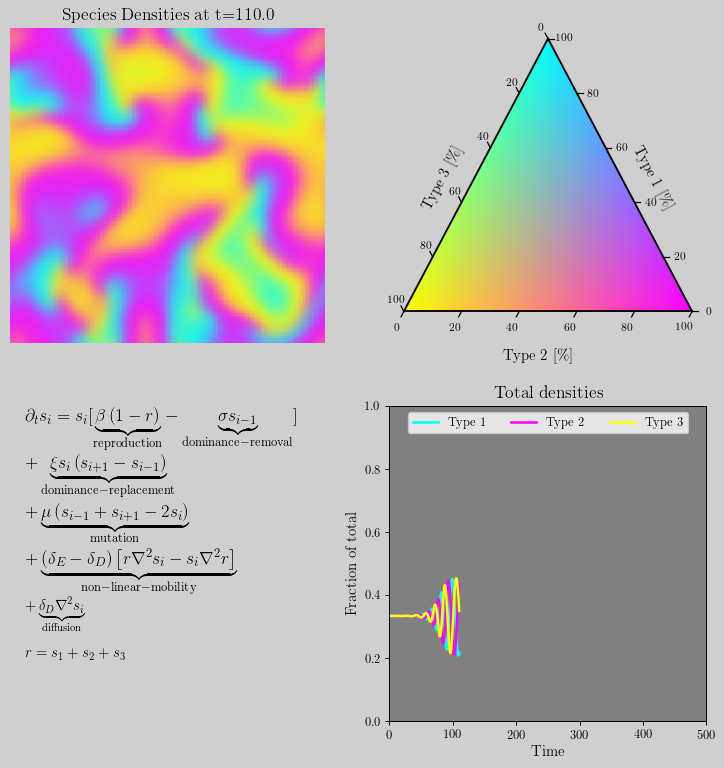 Species Densities at t=110.0
0
100
20
80
40
60
60
40
80
20
100
0
0 20 40 60 80 100
Type 3 [%]
Type 1 [%]
Type 2 [%]
∂ₜsᵢ = sᵢ[β (1 − r) − σsᵢ₋₁ ]
reproduction dominance−removal
+ ξsᵢ (sᵢ₊₁ − sᵢ₋₁)
dominance−replacement
+ μ (sᵢ₋₁ + sᵢ₊₁ − 2sᵢ)
mutation
+ (δ_E − δ_D) [r∇²sᵢ − sᵢ∇²r]
non−linear−mobility
+ δ_D∇²sᵢ
diffusion
r = s₁ + s₂ + s₃
Total densities
Type 1 Type 2 Type 3
1.0
0.8
0.6
0.4
0.2
0.0
Fraction of total
0 100 200 300 400 500
Time